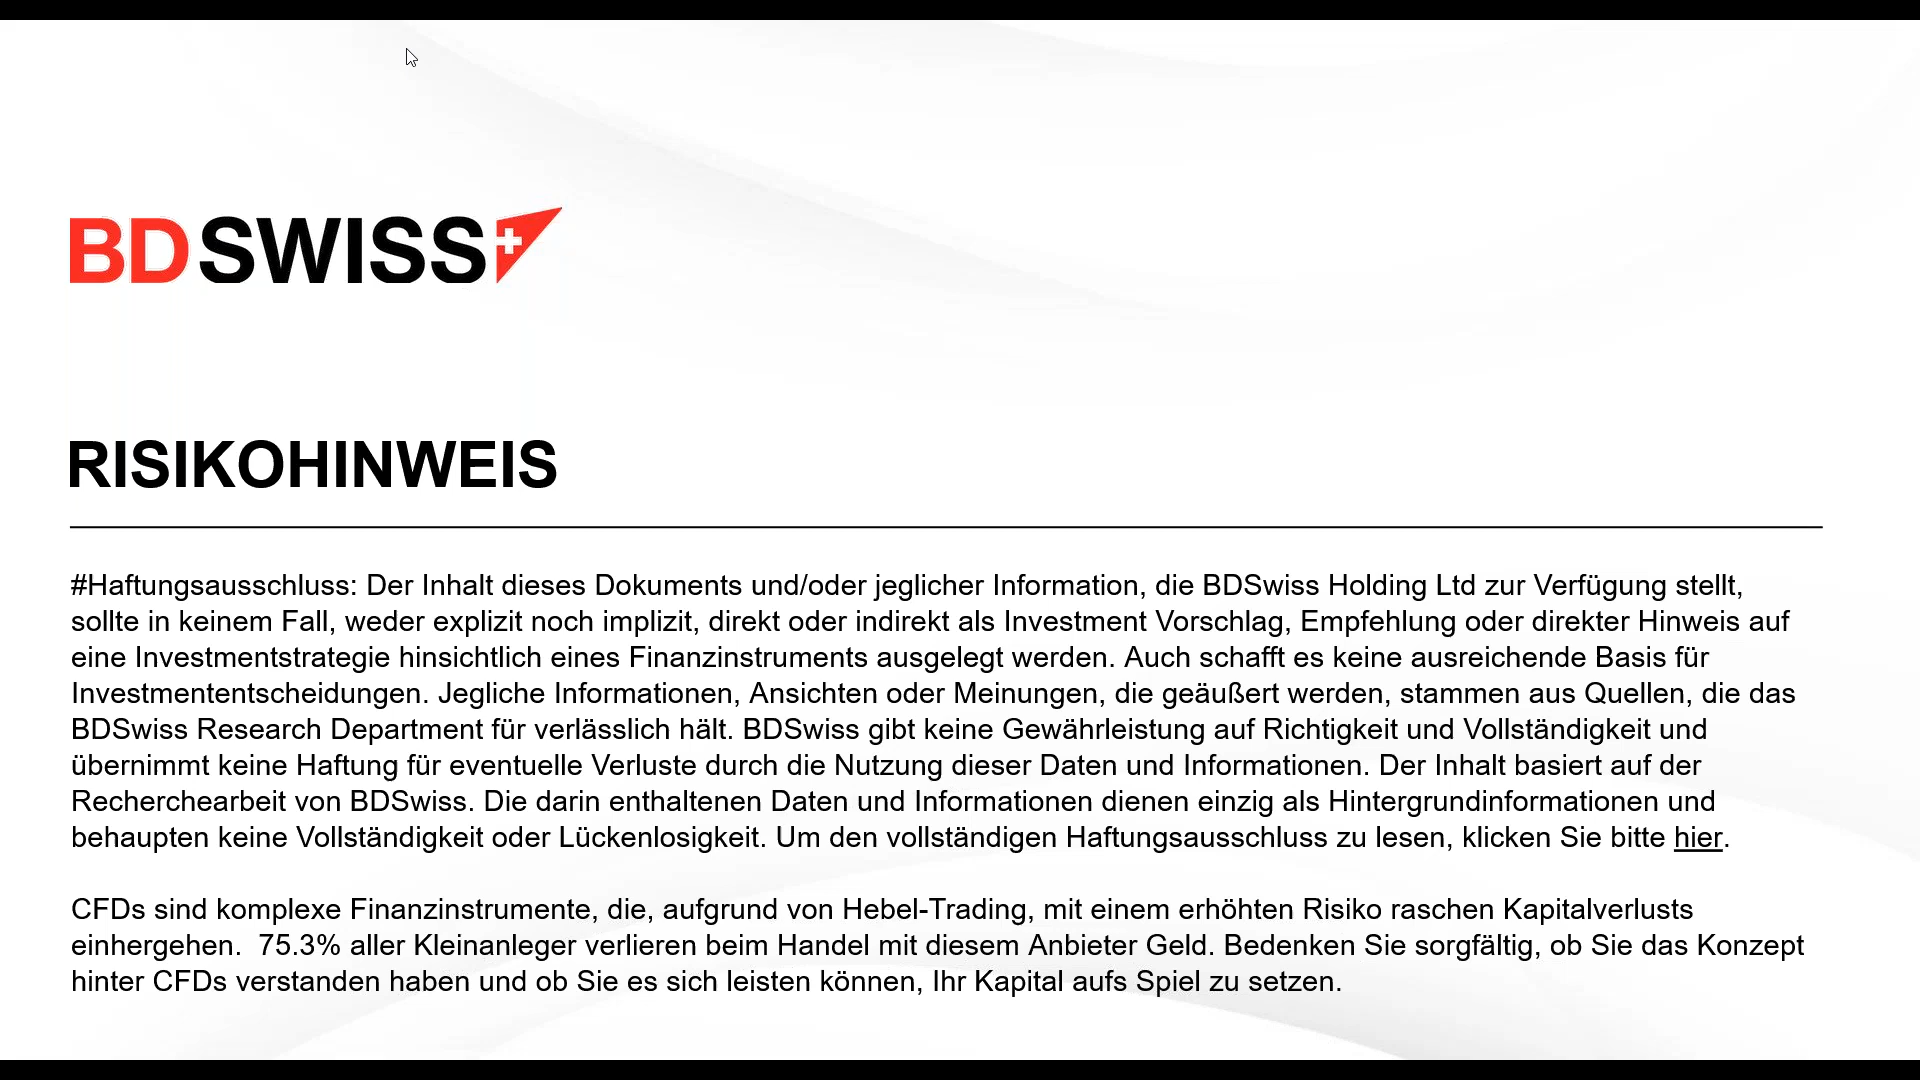 BDSWISS
RISIKOHINWEIS
#Haftungsausschluss: Der Inhalt dieses Dokuments und/oder jeglicher Information, die BDSwiss Holding Ltd zur Verfügung stellt,
sollte in keinem Fall, weder explizit noch implizit, direkt oder indirekt als Investment Vorschlag, Empfehlung oder direkter Hinweis auf
eine Investmentstrategie hinsichtlich eines Finanzinstruments ausgelegt werden. Auch schafft es keine ausreichende Basis für
Investmententscheidungen. Jegliche Informationen, Ansichten oder Meinungen, die geäußert werden, stammen aus Quellen, die das
BDSwiss Research Department für verlässlich hält. BDSwiss gibt keine Gewährleistung auf Richtigkeit und Vollständigkeit und
übernimmt keine Haftung für eventuelle Verluste durch die Nutzung dieser Daten und Informationen. Der Inhalt basiert auf der
Recherchearbeit von BDSwiss. Die darin enthaltenen Daten und Informationen dienen einzig als Hintergrundinformationen und
behaupten keine Vollständigkeit oder Lückenlosigkeit. Um den vollständigen Haftungsausschluss zu lesen, klicken Sie bitte hier.
CFDs sind komplexe Finanzinstrumente, die, aufgrund von Hebel-Trading, mit einem erhöhten Risiko raschen Kapitalverlusts
einhergehen.  75.3% aller Kleinanleger verlieren beim Handel mit diesem Anbieter Geld. Bedenken Sie sorgfältig, ob Sie das Konzept
hinter CFDs verstanden haben und ob Sie es sich leisten können, Ihr Kapital aufs Spiel zu setzen.